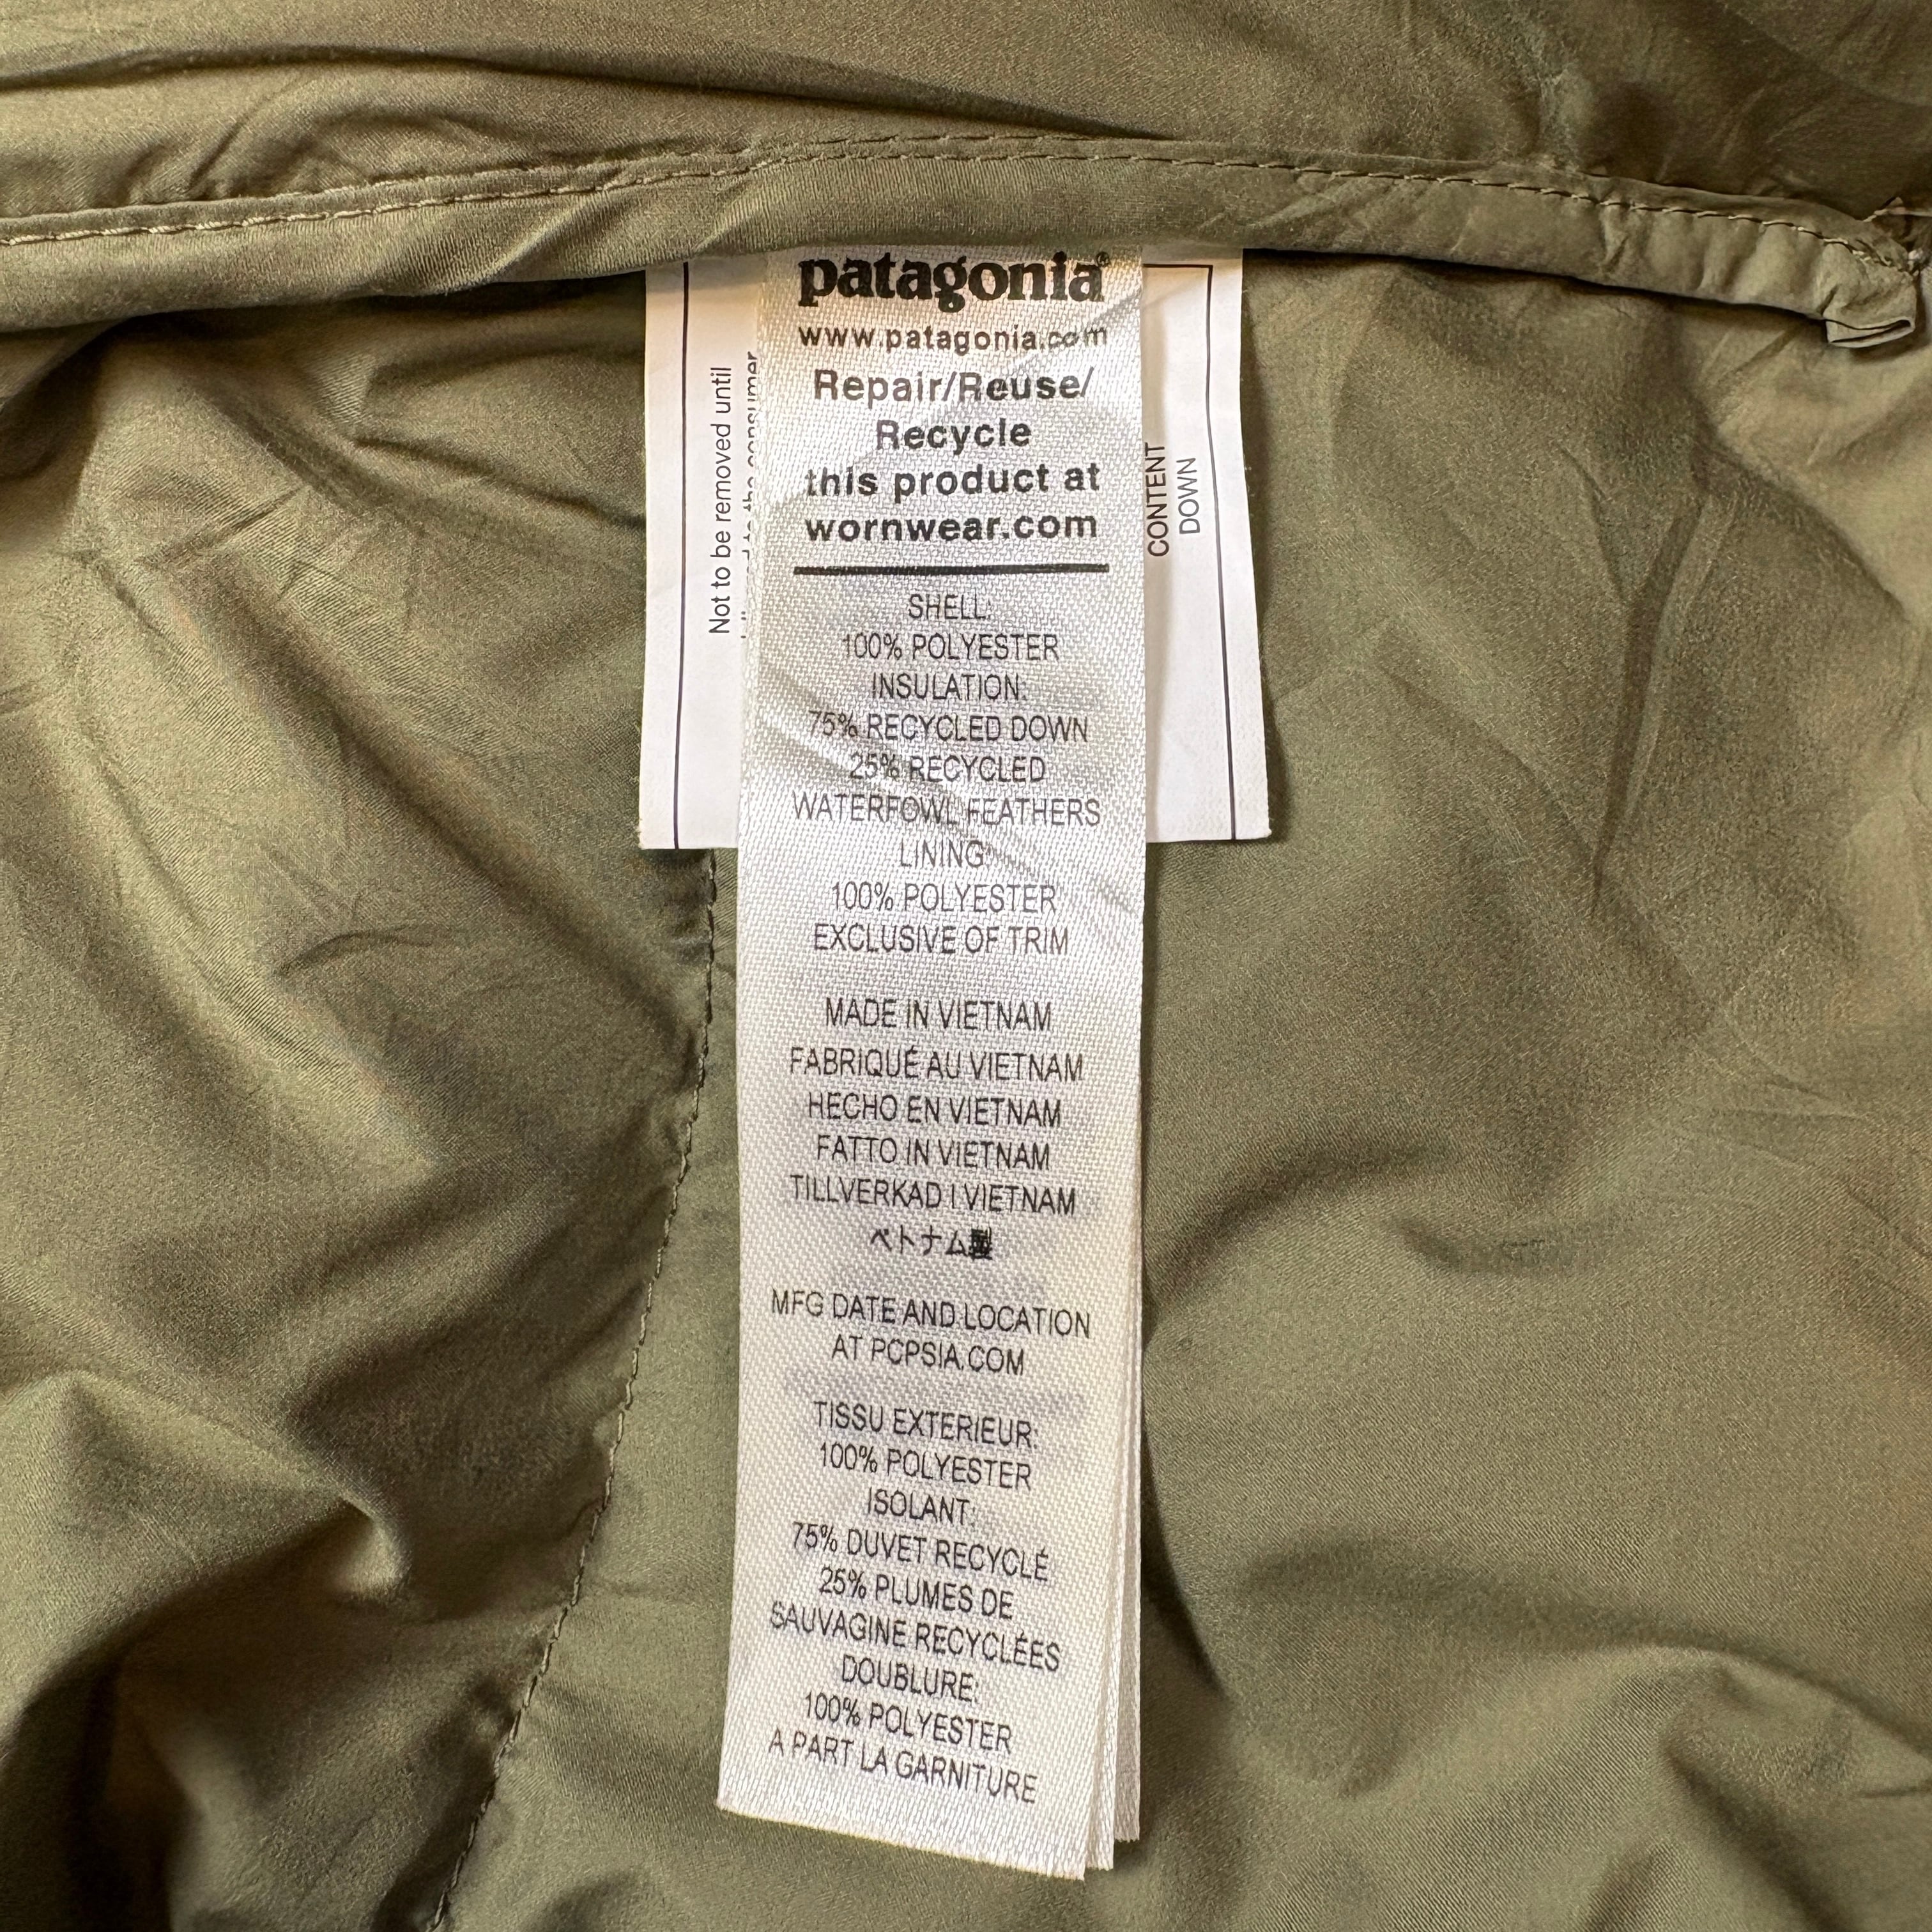 patagonia®
www.patagonia.com
Repair/Reuse/
Recycle
this product at
wornwear.com
SHELL:
100% POLYESTER
INSULATION:
75% RECYCLED DOWN
25% RECYCLED
WATERFOWL FEATHERS
LINING:
100% POLYESTER
EXCLUSIVE OF TRIM
MADE IN VIETNAM
FABRIQUÉ AU VIETNAM
HECHO EN VIETNAM
FATTO IN VIETNAM
TILLVERKAD I VIETNAM
ベトナム製
MFG DATE AND LOCATION
AT PCPSIA.COM
TISSU EXTERIEUR:
100% POLYESTER
ISOLANT:
75% DUVET RECYCLÉ
25% PLUMES DE
SAUVAGINE RECYCLÉES
DOUBLURE:
100% POLYESTER
A PART LA GARNITURE
Not to be removed until
the consumer
CONTENT
DOWN